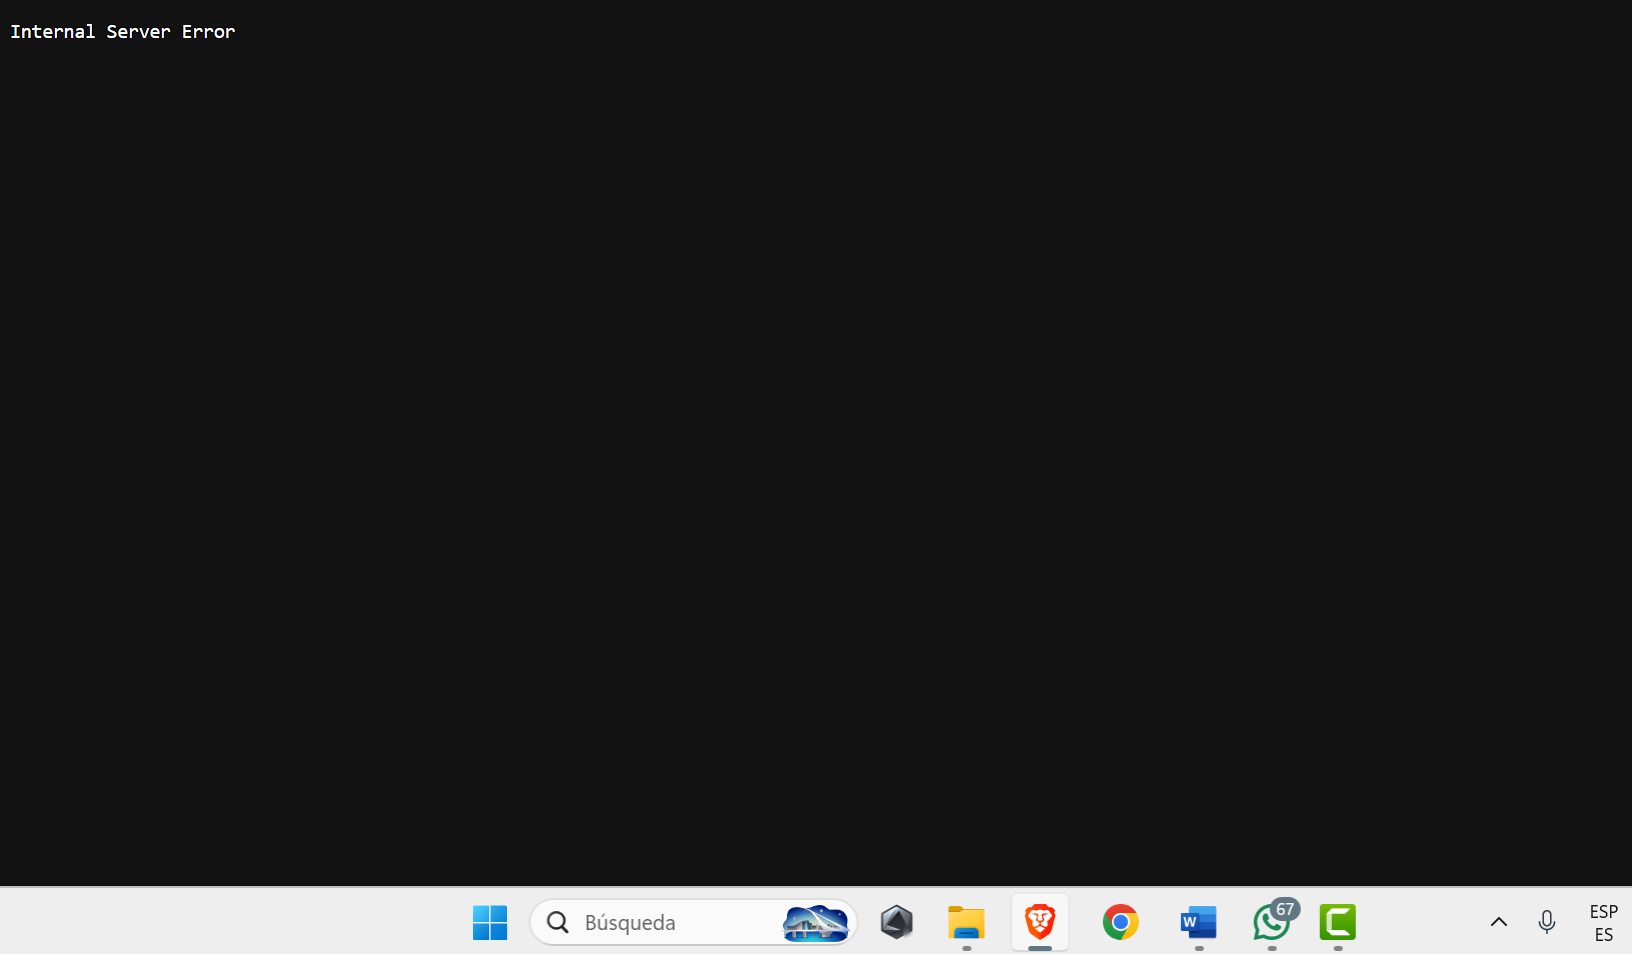 Internal Server Error
Búsqueda
W
67
ESP
ES